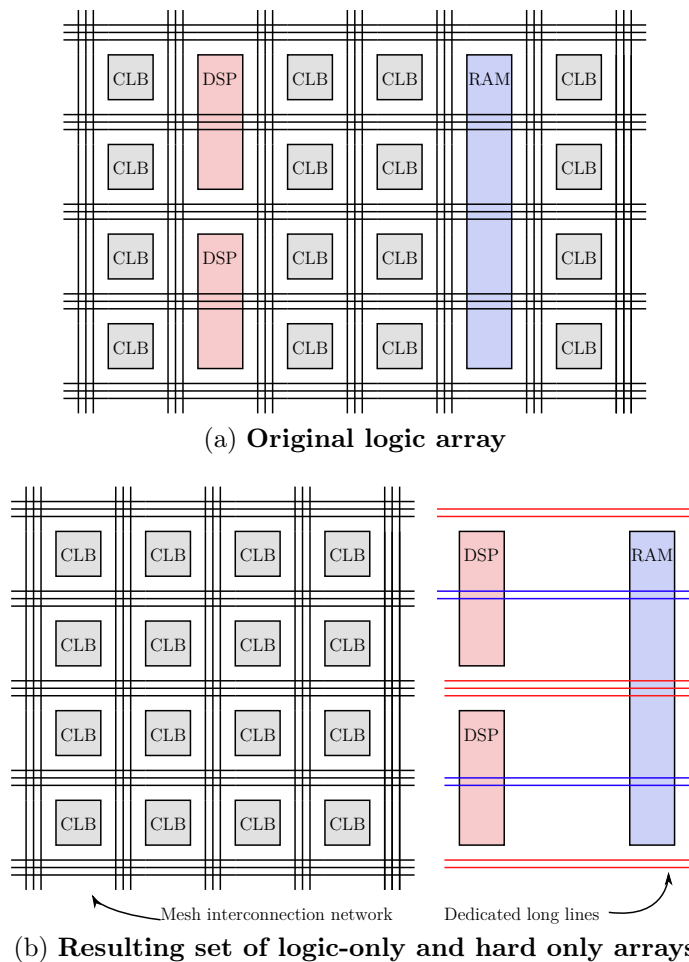 CLB DSP CLB CLB RAM CLB
CLB CLB CLB CLB
CLB DSP CLB CLB CLB
CLB CLB CLB CLB
(a) Original logic array
CLB CLB CLB CLB DSP RAM
CLB CLB CLB CLB
CLB CLB CLB CLB DSP
CLB CLB CLB CLB
Mesh interconnection network Dedicated long lines
(b) Resulting set of logic-only and hard only arrays